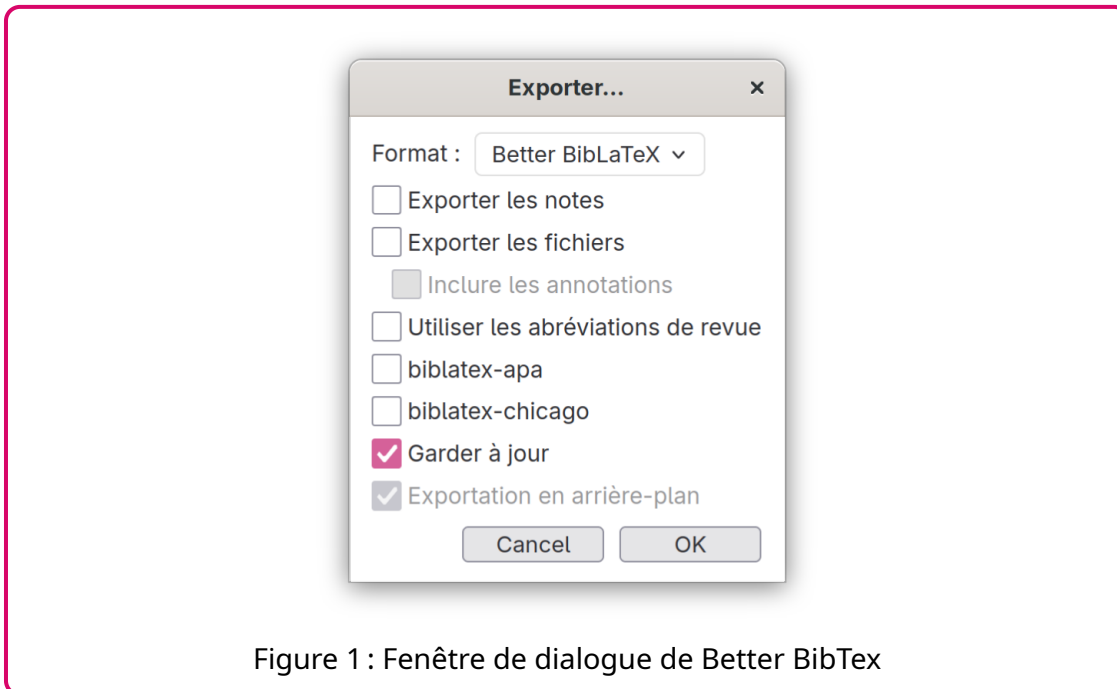 Exporter...
Format : Better BibLaTeX
Exporter les notes
Exporter les fichiers
Inclure les annotations
Utiliser les abréviations de revue
biblatex-apa
biblatex-chicago
Garder à jour
Exportation en arrière-plan
Cancel OK
Figure 1 : Fenêtre de dialogue de Better BibTex